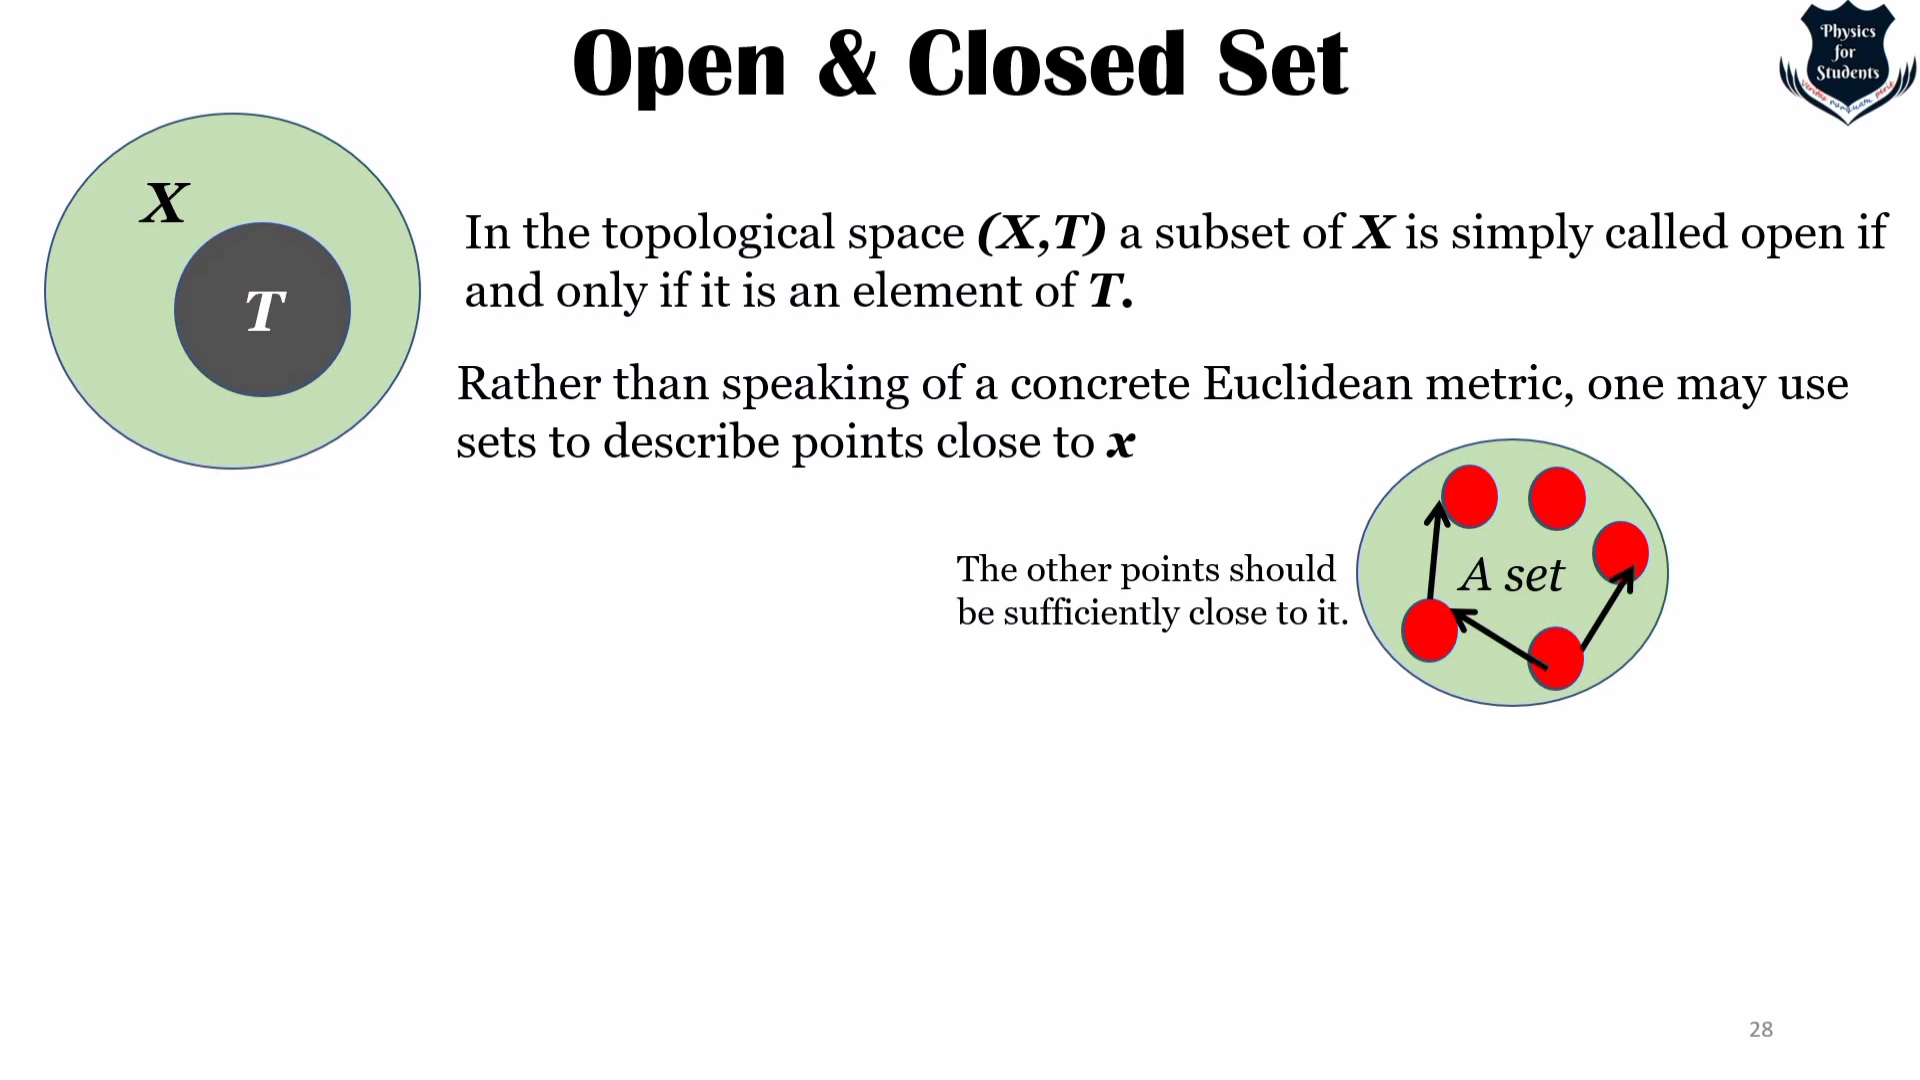 Open & Closed Set
Physics
for
Students
X
T
In the topological space (X,T) a subset of X is simply called open if
and only if it is an element of T.
Rather than speaking of a concrete Euclidean metric, one may use
sets to describe points close to x
The other points should
be sufficiently close to it.
A set
28